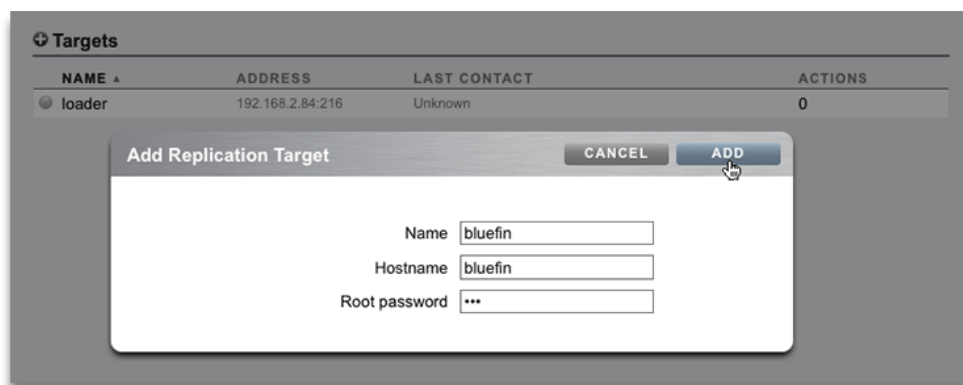 Targets
NAME ADDRESS LAST CONTACT ACTIONS
loader 192.168.2.84:216 Unknown 0
Add Replication Target CANCEL ADD
Name bluefin
Hostname bluefin
Root password •••